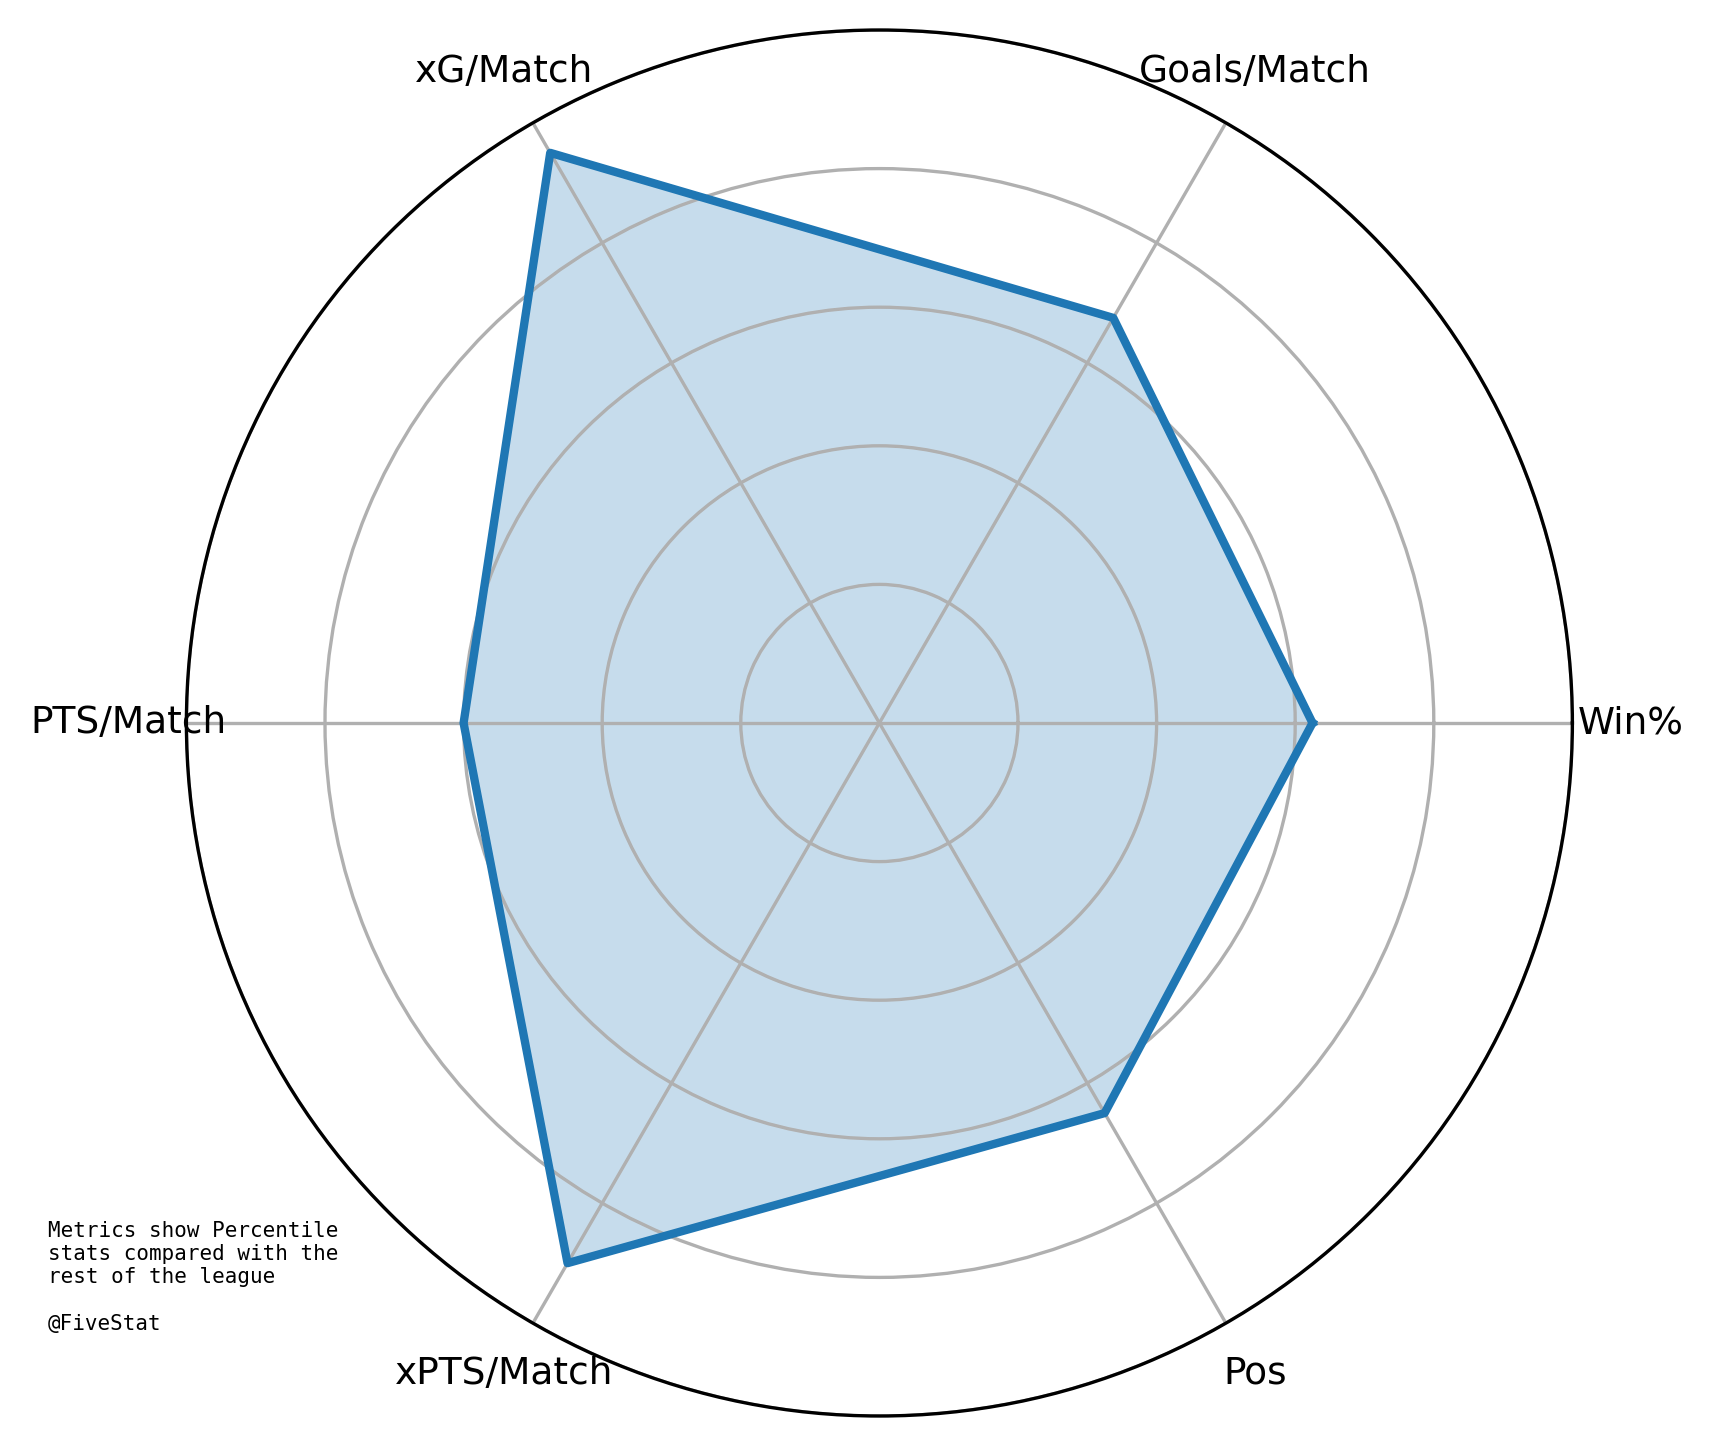 xG/Match
Goals/Match
PTS/Match
Win%
Metrics show Percentile
stats compared with the
rest of the league
@FiveStat
xPTS/Match
Pos